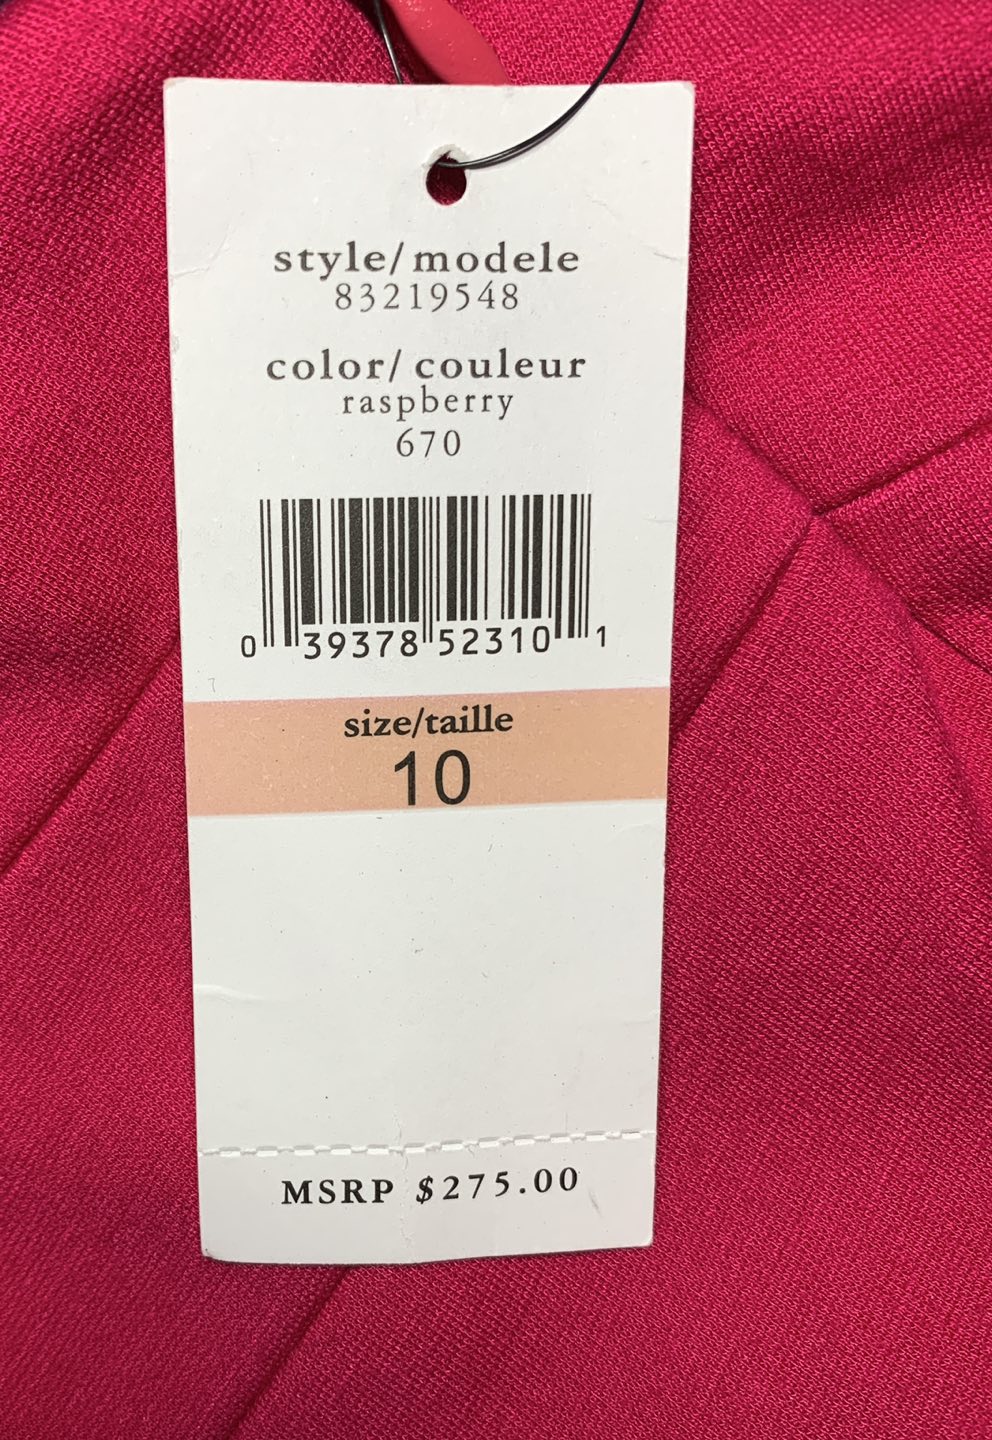 style/modele
83219548
color/couleur
raspberry
670
0 39378 52310 1
size/taille
10
MSRP $275.00